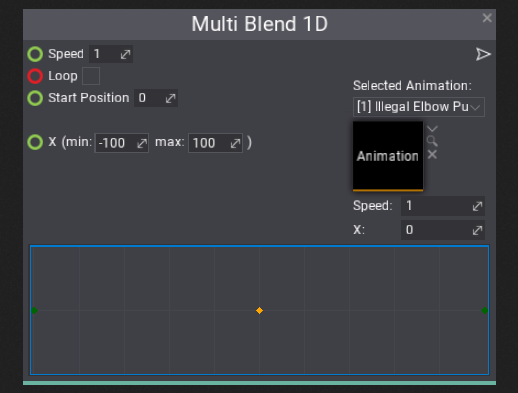 Multi Blend 1D
Speed 1
Loop
Start Position 0
X (min: -100 max: 100 )
Selected Animation:
[1] Illegal Elbow Pu
Animation
Speed: 1
X: 0